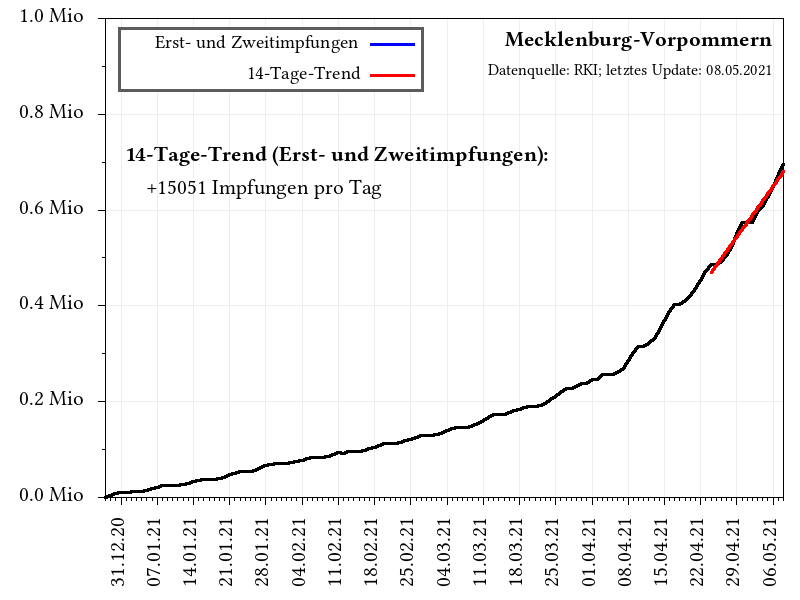 1.0 Mio
Erst- und Zweitimpfungen
14-Tage-Trend
Mecklenburg-Vorpommern
Datenquelle: RKI; letztes Update: 08.05.2021
0.8 Mio
14-Tage-Trend (Erst- und Zweitimpfungen):
+15051 Impfungen pro Tag
0.6 Mio
0.4 Mio
0.2 Mio
0.0 Mio
31.12.20
07.01.21
14.01.21
21.01.21
28.01.21
04.02.21
11.02.21
18.02.21
25.02.21
04.03.21
11.03.21
18.03.21
25.03.21
01.04.21
08.04.21
15.04.21
22.04.21
29.04.21
06.05.21